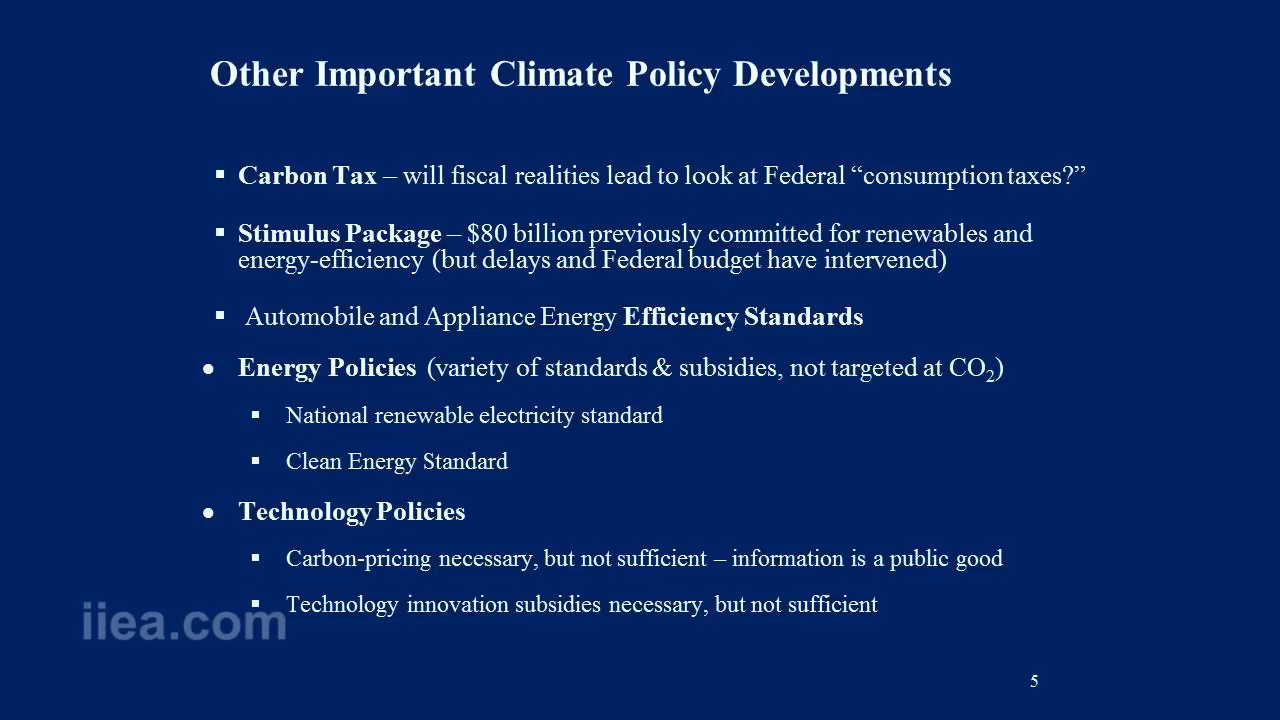 Other Important Climate Policy Developments
▪ Carbon Tax – will fiscal realities lead to look at Federal “consumption taxes?”
▪ Stimulus Package – $80 billion previously committed for renewables and
energy-efficiency (but delays and Federal budget have intervened)
▪ Automobile and Appliance Energy Efficiency Standards
● Energy Policies (variety of standards & subsidies, not targeted at CO₂)
▪ National renewable electricity standard
▪ Clean Energy Standard
● Technology Policies
▪ Carbon-pricing necessary, but not sufficient – information is a public good
▪ Technology innovation subsidies necessary, but not sufficient
iiea.com
5